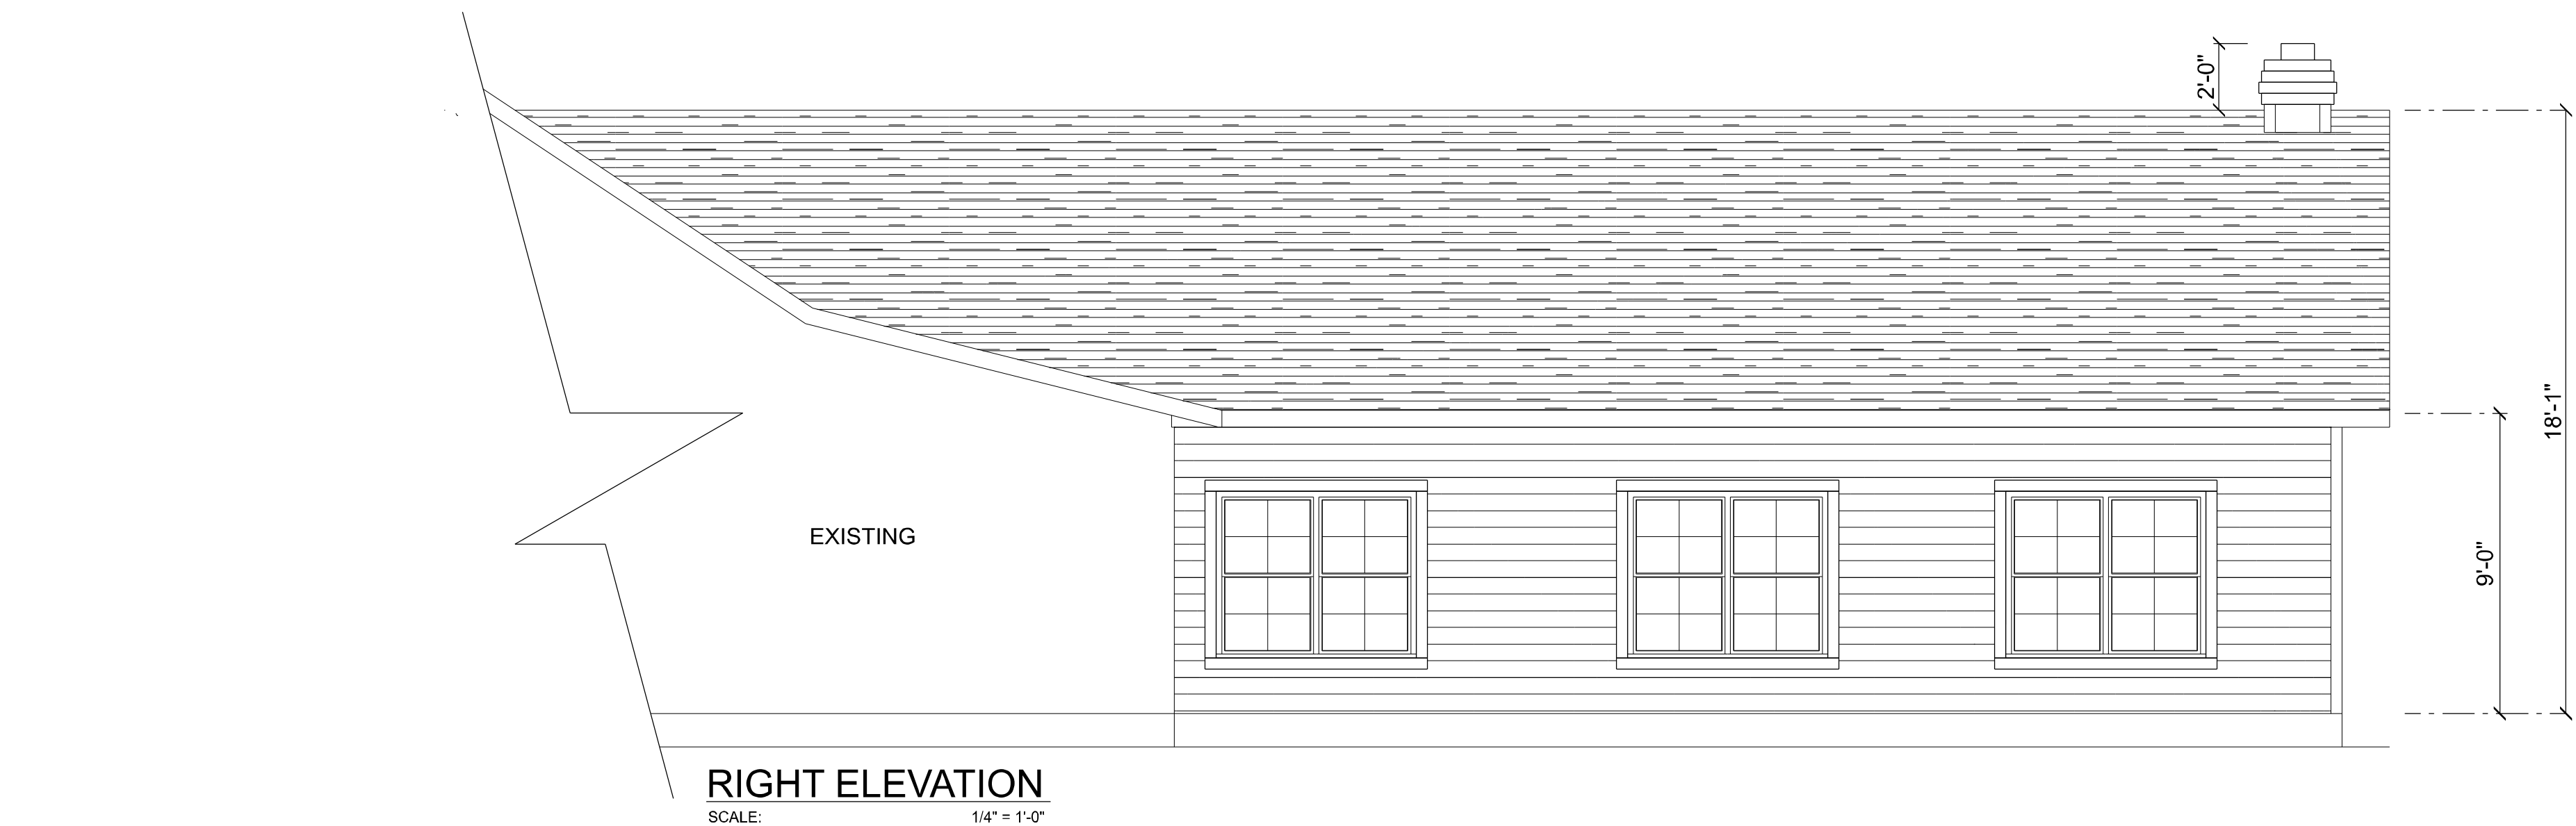 2'-0"
18'-1"
9'-0"
EXISTING
RIGHT ELEVATION
SCALE: 1/4" = 1'-0"